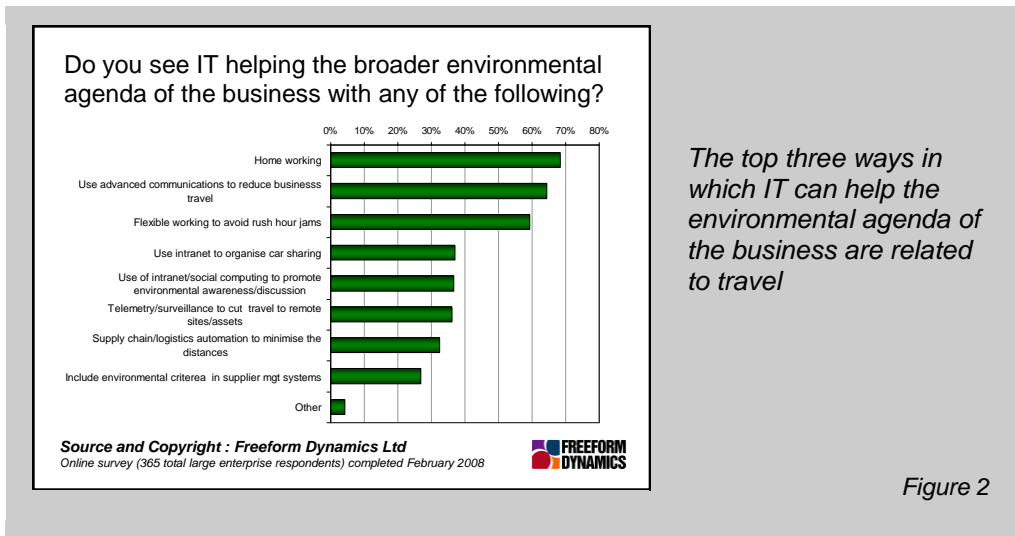 Do you see IT helping the broader environmental
agenda of the business with any of the following?
0% 10% 20% 30% 40% 50% 60% 70% 80%
Home working
Use advanced communications to reduce businesss
travel
Flexible working to avoid rush hour jams
Use intranet to organise car sharing
Use of intranet/social computing to promote
environmental awareness/discussion
Telemetry/surveillance to cut travel to remote
sites/assets
Supply chain/logistics automation to minimise the
distances
Include environmental criterea in supplier mgt systems
Other
Source and Copyright : Freeform Dynamics Ltd
Online survey (365 total large enterprise respondents) completed February 2008
FREEFORM
DYNAMICS
The top three ways in
which IT can help the
environmental agenda of
the business are related
to travel
Figure 2